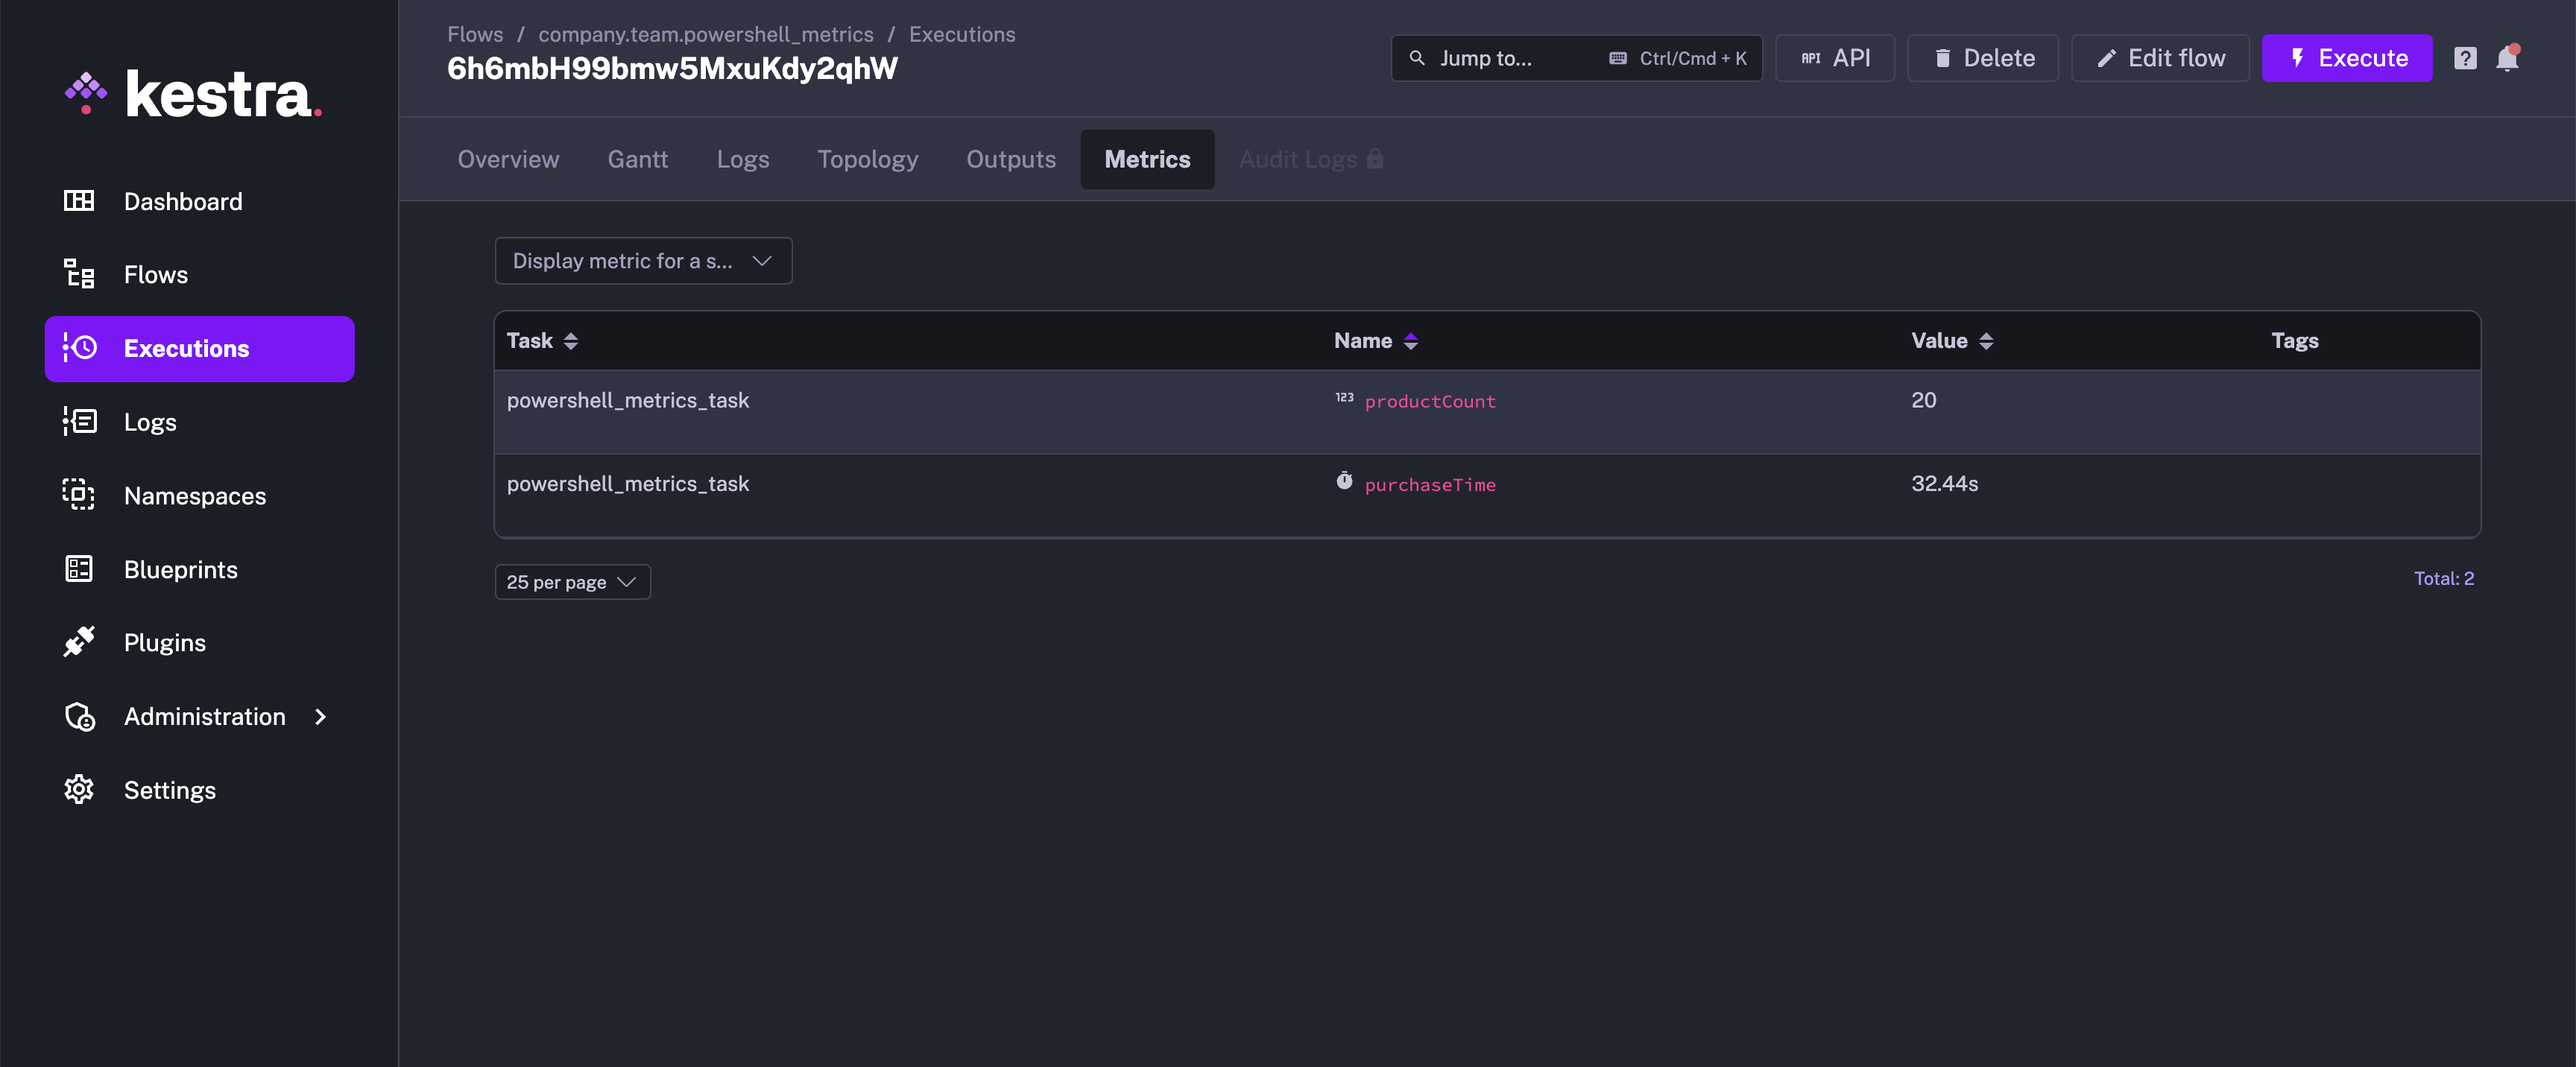 kestra.
Dashboard
Flows
Executions
Logs
Namespaces
Blueprints
Plugins
Administration
Settings
Flows / company.team.powershell_metrics / Executions
6h6mbH99bmw5MxuKdy2qhW
Jump to... Ctrl/Cmd + K
API API
Delete
Edit flow
Execute
?
Overview Gantt Logs Topology Outputs Metrics Audit Logs
Display metric for a s...
Task Name Value Tags
powershell_metrics_task 123 productCount 20
powershell_metrics_task purchaseTime 32.44s
25 per page
Total: 2